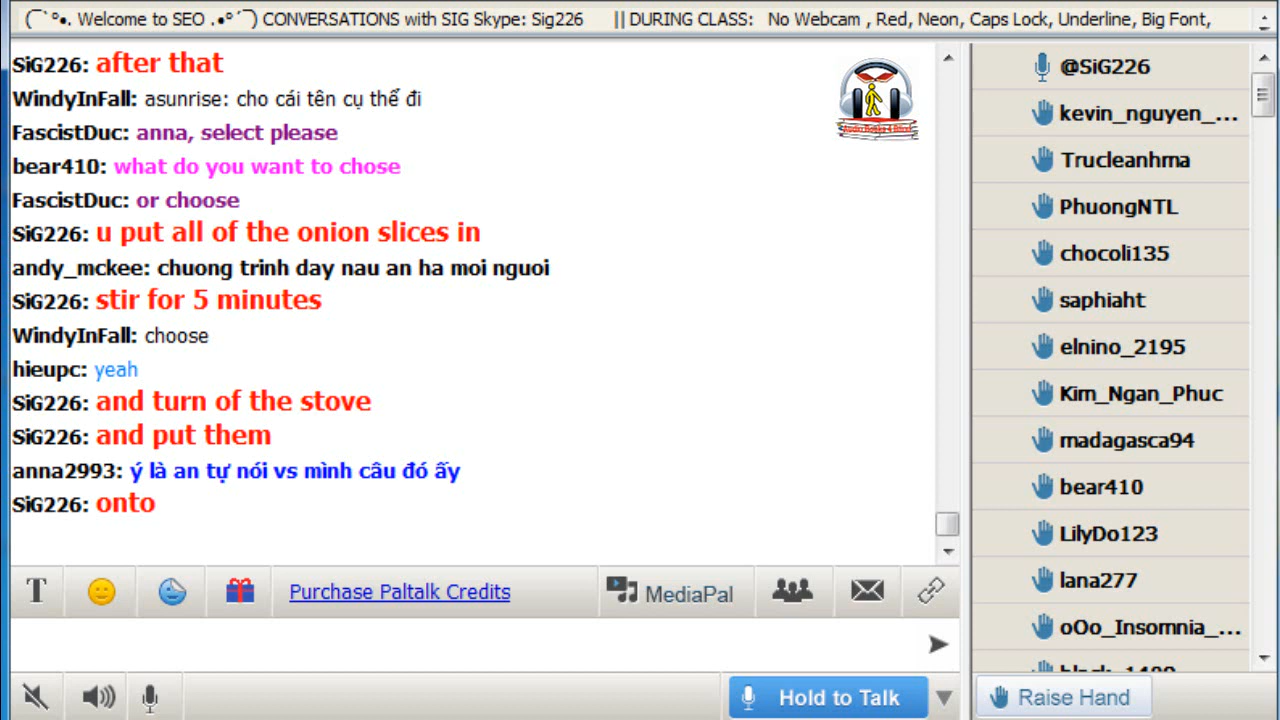 (¯`°•. Welcome to SEO .•°´¯) CONVERSATIONS with SIG Skype: Sig226 || DURING CLASS: No Webcam , Red, Neon, Caps Lock, Underline, Big Font,
SiG226: after that
WindyInFall: asunrise: cho cái tên cụ thể đi
FascistDuc: anna, select please
bear410: what do you want to chose
FascistDuc: or choose
SiG226: u put all of the onion slices in
andy_mckee: chuong trinh day nau an ha moi nguoi
SiG226: stir for 5 minutes
WindyInFall: choose
hieupc: yeah
SiG226: and turn of the stove
SiG226: and put them
anna2993: ý là an tự nói vs mình câu đó ấy
SiG226: onto
T
Purchase Paltalk Credits
MediaPal
Hold to Talk
@SiG226
kevin_nguyen_...
Trucleanhma
PhuongNTL
chocoli135
saphiaht
elnino_2195
Kim_Ngan_Phuc
madagasca94
bear410
LilyDo123
lana277
oOo_Insomnia_...
Raise Hand